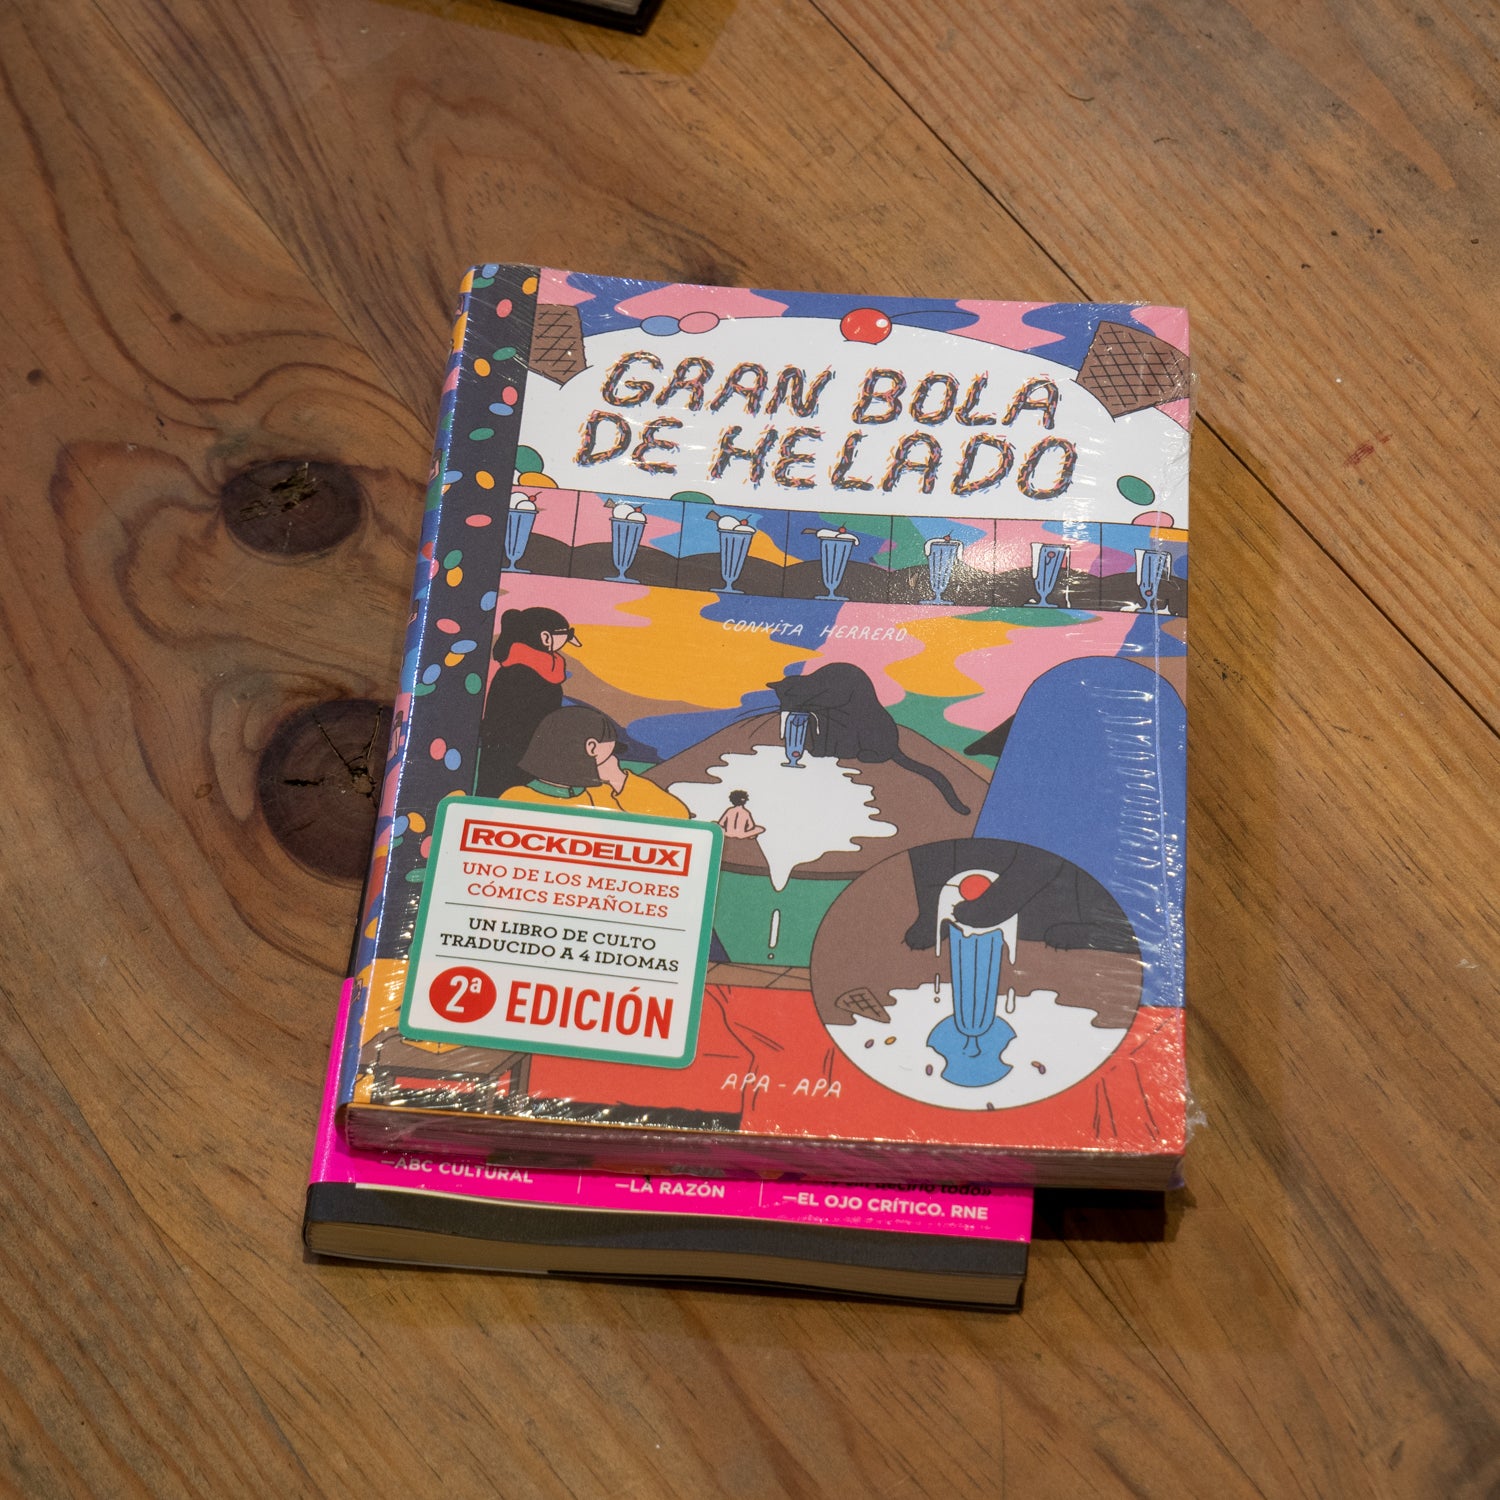 GRAN BOLA
DE HELADO
CONXITA HERRERO
ROCKDELUX
UNO DE LOS MEJORES
CÓMICS ESPAÑOLES
UN LIBRO DE CULTO
TRADUCIDO A 4 IDIOMAS
2ª EDICIÓN
APA-APA
todo»
—ABC CULTURAL
—LA RAZÓN
—EL OJO CRÍTICO. RNE